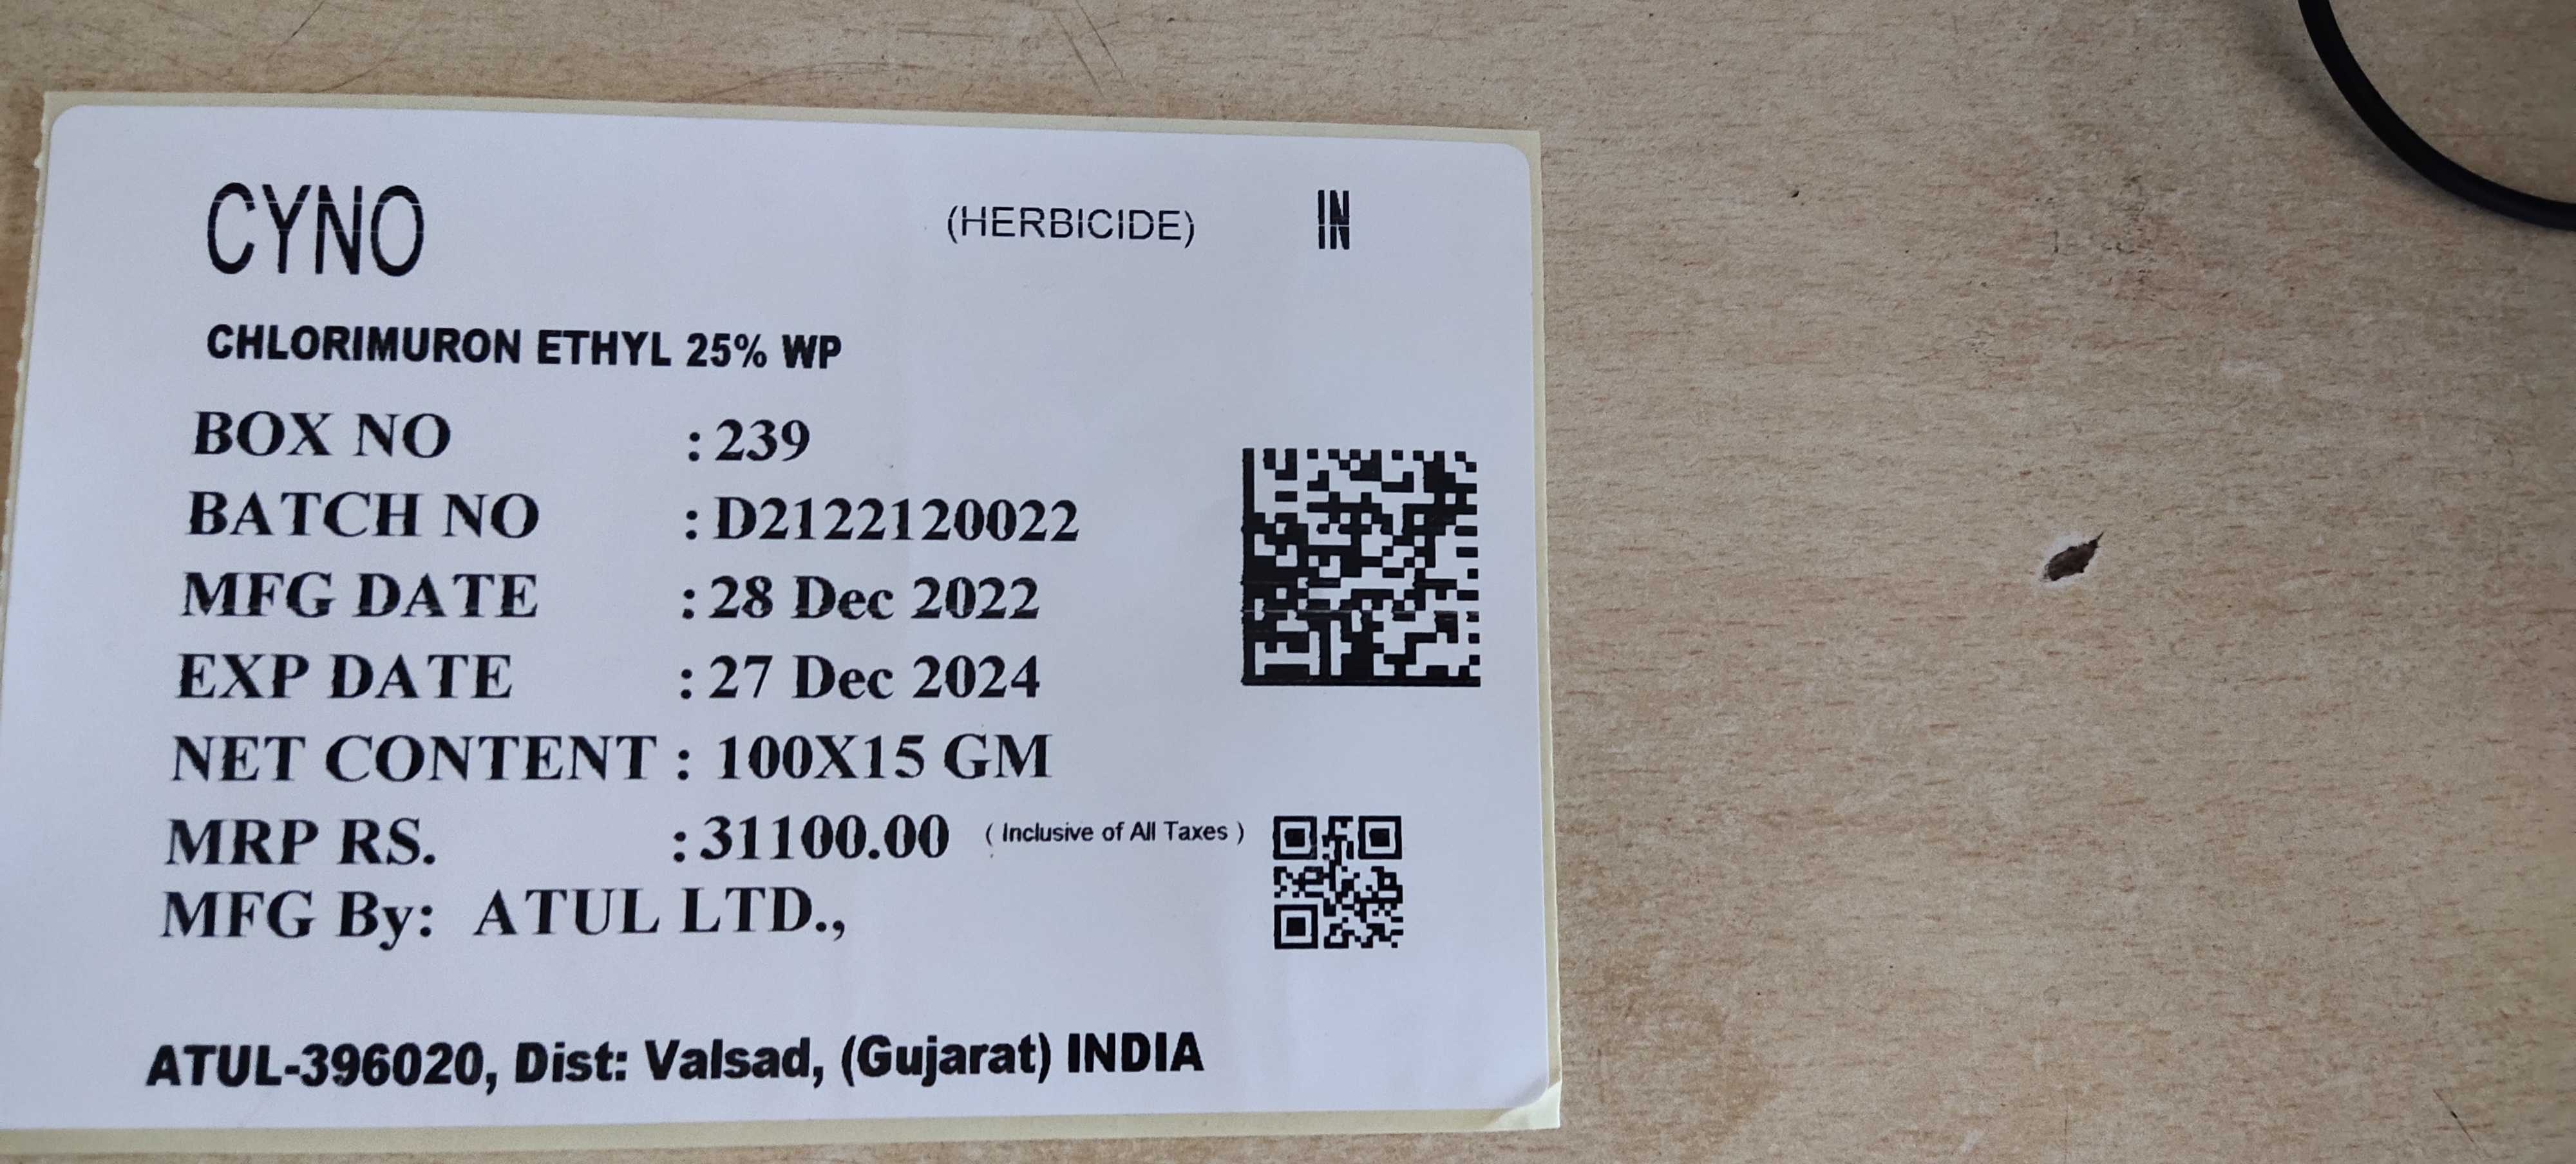 CYNO (HERBICIDE) IN
CHLORIMURON ETHYL 25% WP
BOX NO : 239
BATCH NO : D2122120022
MFG DATE : 28 Dec 2022
EXP DATE : 27 Dec 2024
NET CONTENT : 100X15 GM
MRP RS. : 31100.00 ( Inclusive of All Taxes )
MFG By: ATUL LTD.,
ATUL-396020, Dist: Valsad, (Gujarat) INDIA